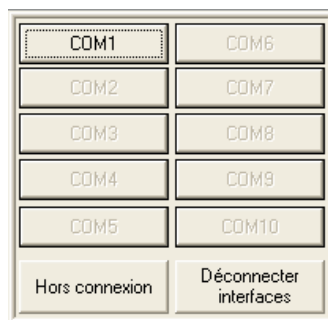 COM1 COM6
COM2 COM7
COM3 COM8
COM4 COM9
COM5 COM10
Hors connexion
Déconnecter
interfaces